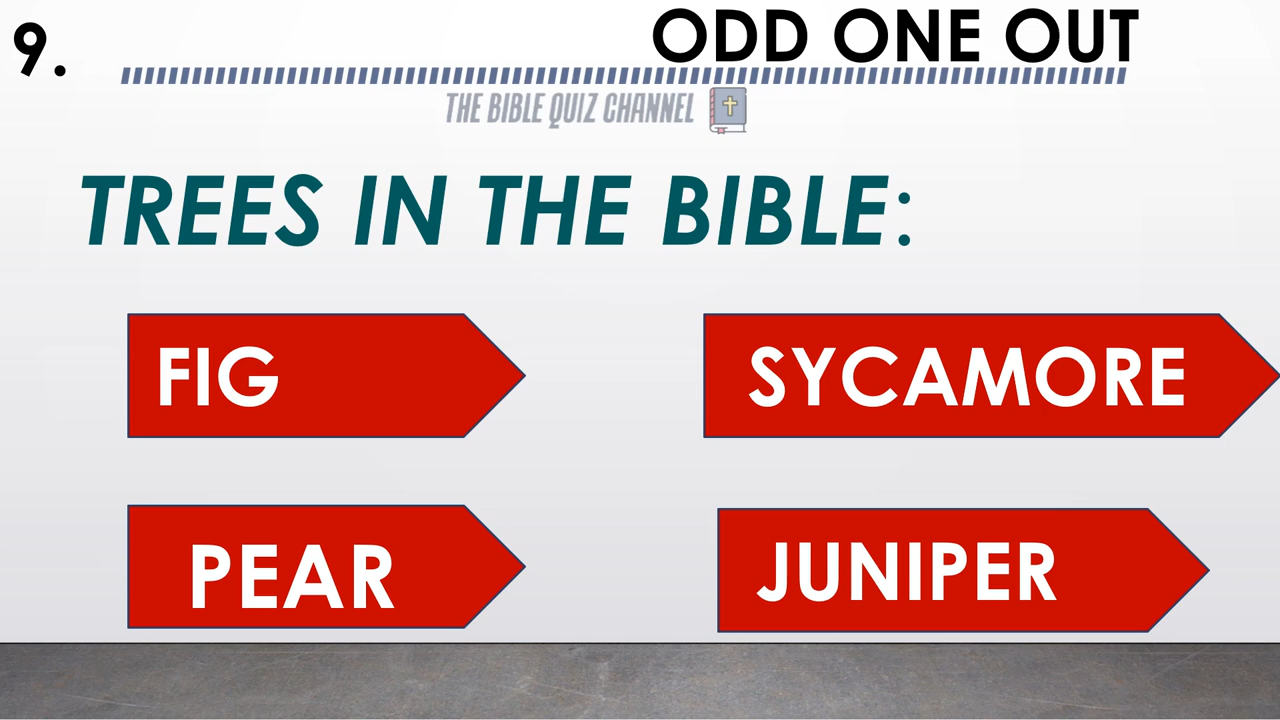 9.
ODD ONE OUT
THE BIBLE QUIZ CHANNEL
TREES IN THE BIBLE:
FIG
SYCAMORE
PEAR
JUNIPER